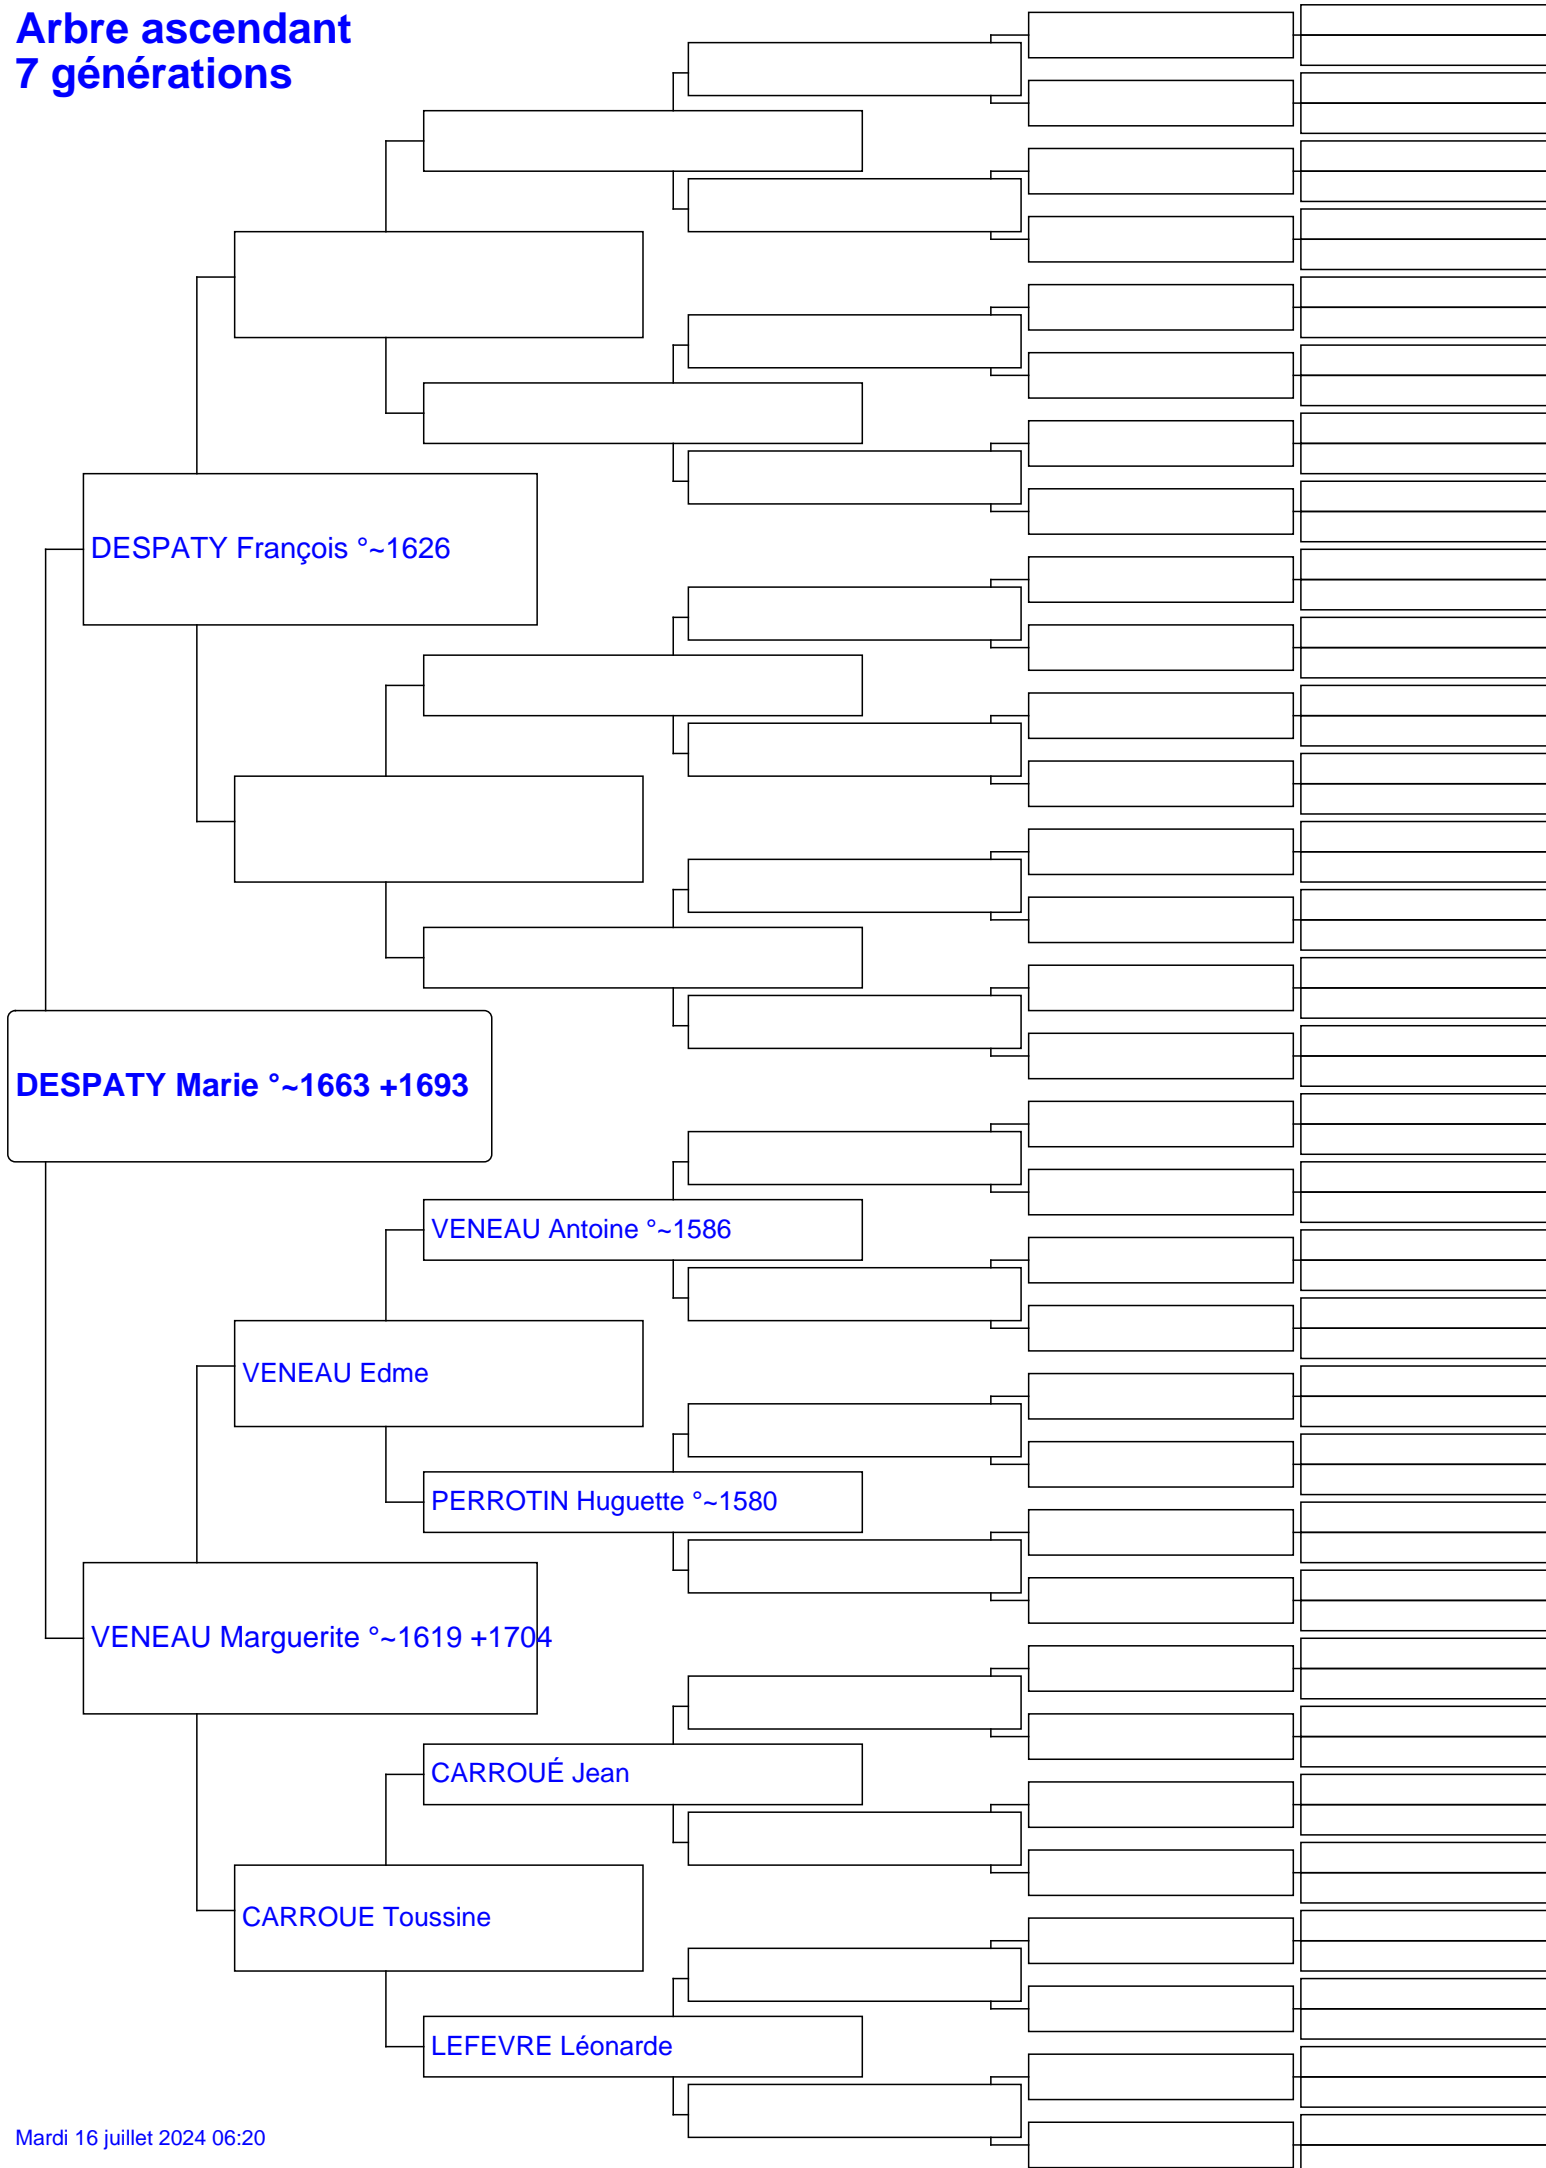 Arbre ascendant
7 générations
DESPATY François °~1626
DESPATY Marie °~1663 +1693
VENEAU Antoine °~1586
VENEAU Edme
PERROTIN Huguette °~1580
VENEAU Marguerite °~1619 +1704
CARROUÉ Jean
CARROUE Toussine
LEFEVRE Léonarde
Mardi 16 juillet 2024 06:20